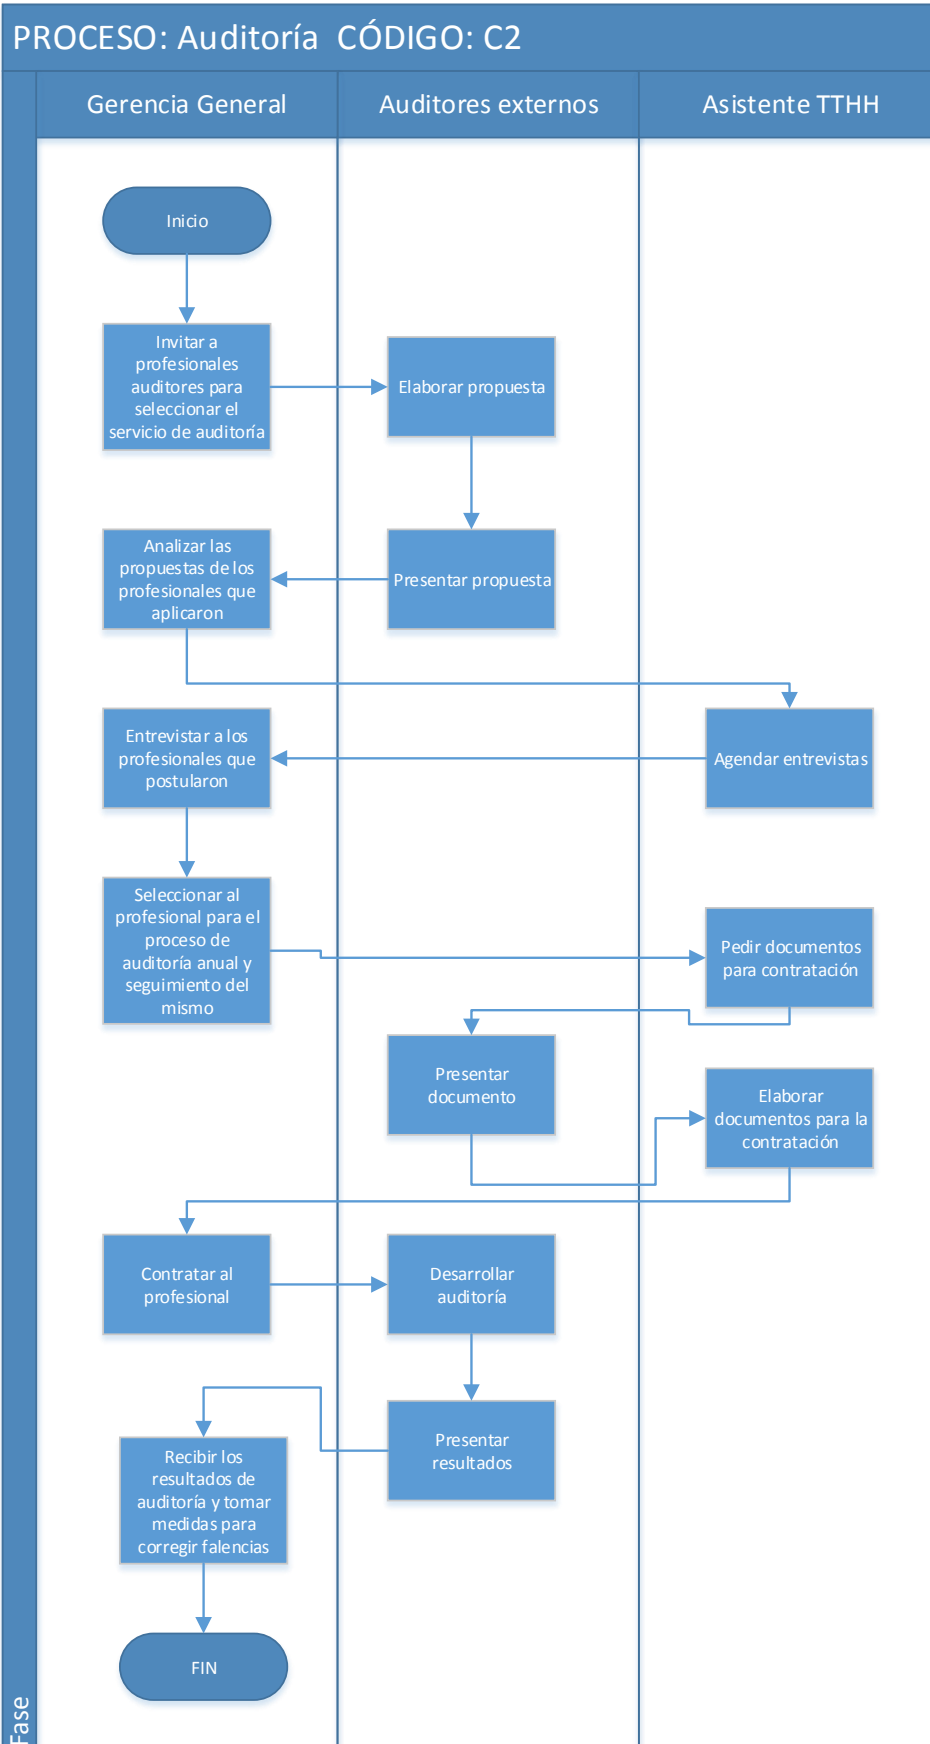 PROCESO: Auditoría  CÓDIGO: C2
Gerencia General
Auditores externos
Asistente TTHH
Inicio
Invitar a
profesionales
auditores para
seleccionar el
servicio de auditoría
Elaborar propuesta
Analizar las
propuestas de los
profesionales que
aplicaron
Presentar propuesta
Entrevistar a los
profesionales que
postularon
Agendar entrevistas
Seleccionar al
profesional para el
proceso de
auditoría anual y
seguimiento del
mismo
Pedir documentos
para contratación
Presentar
documento
Elaborar
documentos para la
contratación
Contratar al
profesional
Desarrollar
auditoría
Presentar
resultados
Recibir los
resultados de
auditoría y tomar
medidas para
corregir falencias
FIN
Fase